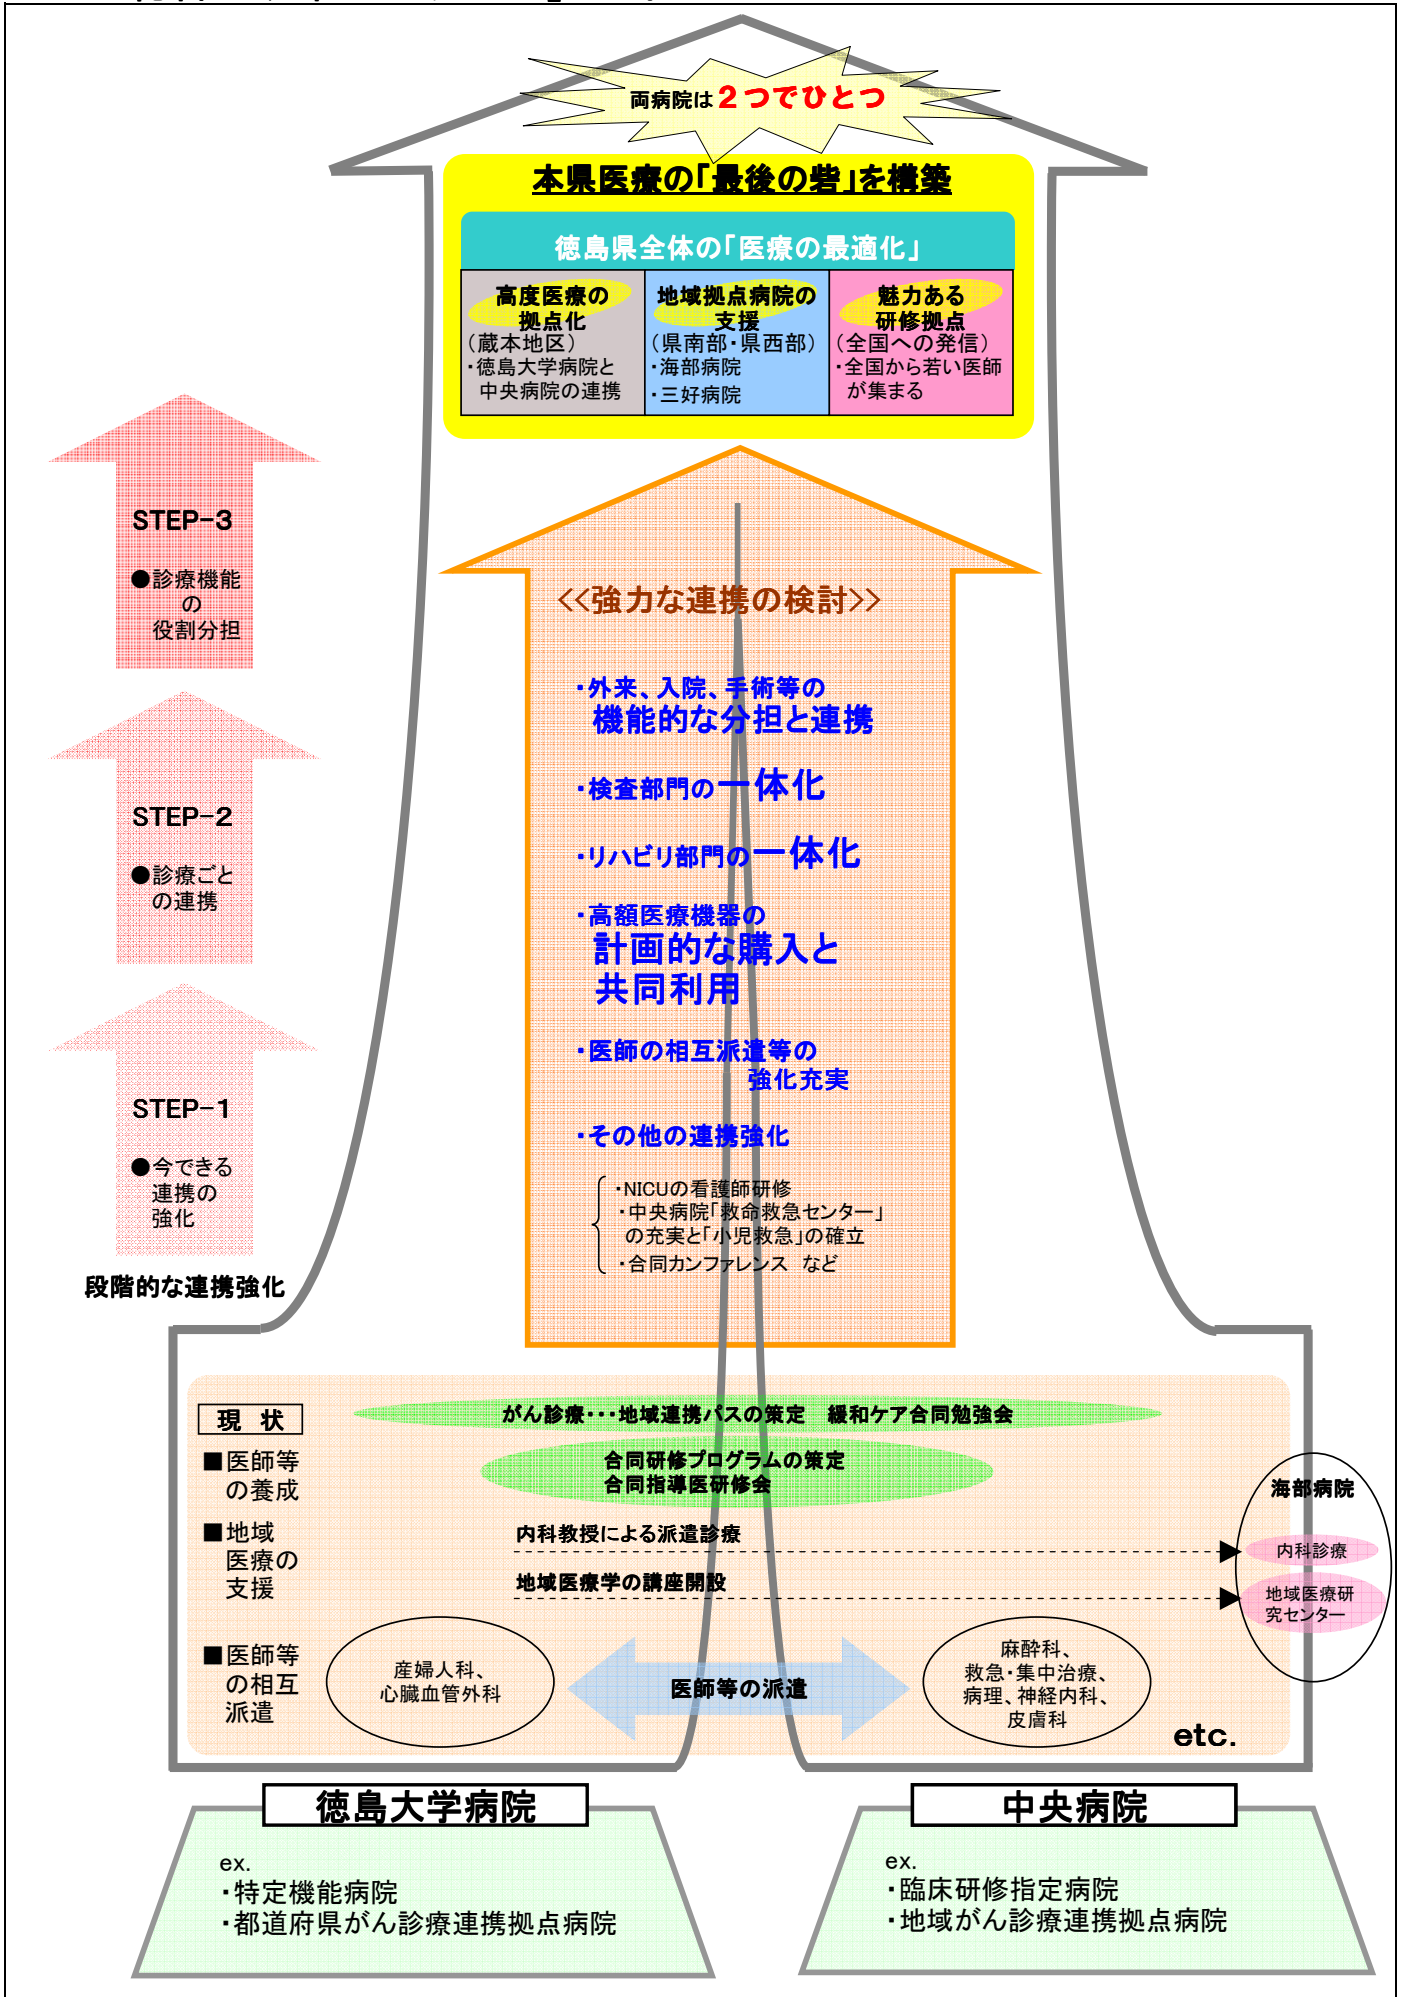 両病院は２つでひとつ
本県医療の「最後の砦」を構築
徳島県全体の「医療の最適化」
高度医療の
拠点化
（蔵本地区）
・徳島大学病院と
中央病院の連携
地域拠点病院の
支援
（県南部・県西部）
・海部病院
・三好病院
魅力ある
研修拠点
（全国への発信）
・全国から若い医師
が集まる
STEP-3
●診療機能
の
役割分担
STEP-2
●診療ごと
の連携
STEP-1
●今できる
連携の
強化
段階的な連携強化
<<強力な連携の検討>>
・外来、入院、手術等の
機能的な分担と連携
・検査部門の一体化
・リハビリ部門の一体化
・高額医療機器の
計画的な購入と
共同利用
・医師の相互派遣等の
強化充実
・その他の連携強化
・NICUの看護師研修
・中央病院「救命救急センター」
の充実と「小児救急」の確立
・合同カンファレンス　など
現　状
がん診療・・・地域連携パスの策定　緩和ケア合同勉強会
■医師等
の養成
合同研修プログラムの策定
合同指導医研修会
■地域
医療の
支援
内科教授による派遣診療
地域医療学の講座開設
海部病院
内科診療
地域医療研
究センター
■医師等
の相互
派遣
産婦人科、
心臓血管外科
医師等の派遣
麻酔科、
救急・集中治療、
病理、神経内科、
皮膚科
etc.
徳島大学病院
ex.
・特定機能病院
・都道府県がん診療連携拠点病院
中央病院
ex.
・臨床研修指定病院
・地域がん診療連携拠点病院